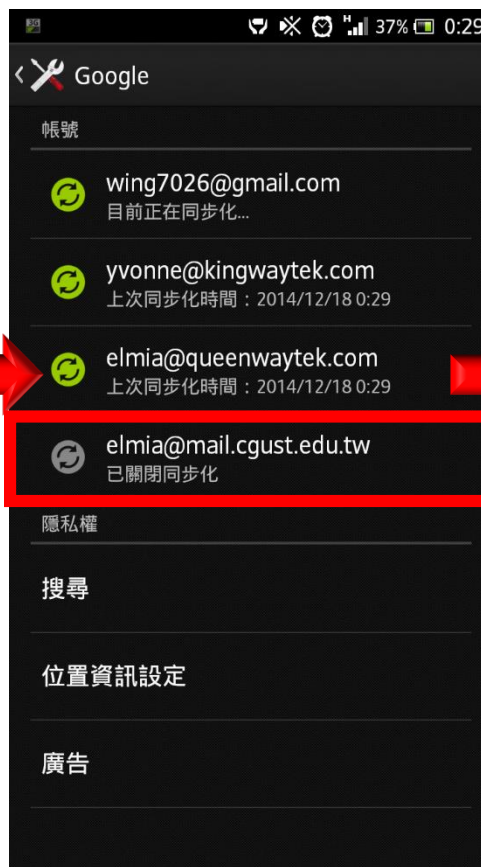 37% 0:29
Google
帳號
wing7026@gmail.com
目前正在同步化...
yvonne@kingwaytek.com
上次同步化時間：2014/12/18 0:29
elmia@queenwaytek.com
上次同步化時間：2014/12/18 0:29
elmia@mail.cgust.edu.tw
已關閉同步化
隱私權
搜尋
位置資訊設定
廣告